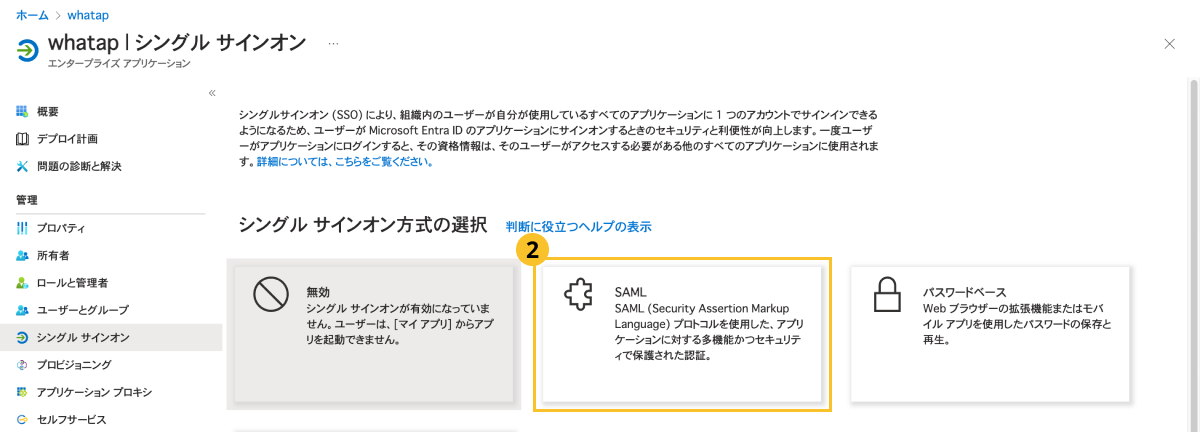 ホーム > whatap
whatap | シングル サインオン ...
エンタープライズ アプリケーション
«
概要
デプロイ計画
問題の診断と解決
管理
プロパティ
所有者
ロールと管理者
ユーザーとグループ
シングル サインオン
プロビジョニング
アプリケーション プロキシ
セルフサービス
シングルサインオン (SSO) により、組織内のユーザーが自分が使用しているすべてのアプリケーションに 1 つのアカウントでサインインできる
ようになるため、ユーザーが Microsoft Entra ID のアプリケーションにサインオンするときのセキュリティと利便性が向上します。一度ユーザ
ーがアプリケーションにログインすると、その資格情報は、そのユーザーがアクセスする必要がある他のすべてのアプリケーションに使用されま
す。詳細については、こちらをご覧ください。
シングル サインオン方式の選択 判断に役立つヘルプの表示
2
無効
シングル サインオンが有効になっていま
せん。ユーザーは、[マイ アプリ] からアプ
リを起動できません。
SAML
SAML (Security Assertion Markup
Language) プロトコルを使用した、アプリ
ケーションに対する多機能かつセキュリテ
ィで保護された認証。
パスワードベース
Web ブラウザーの拡張機能またはモバ
イル アプリを使用したパスワードの保存と
再生。